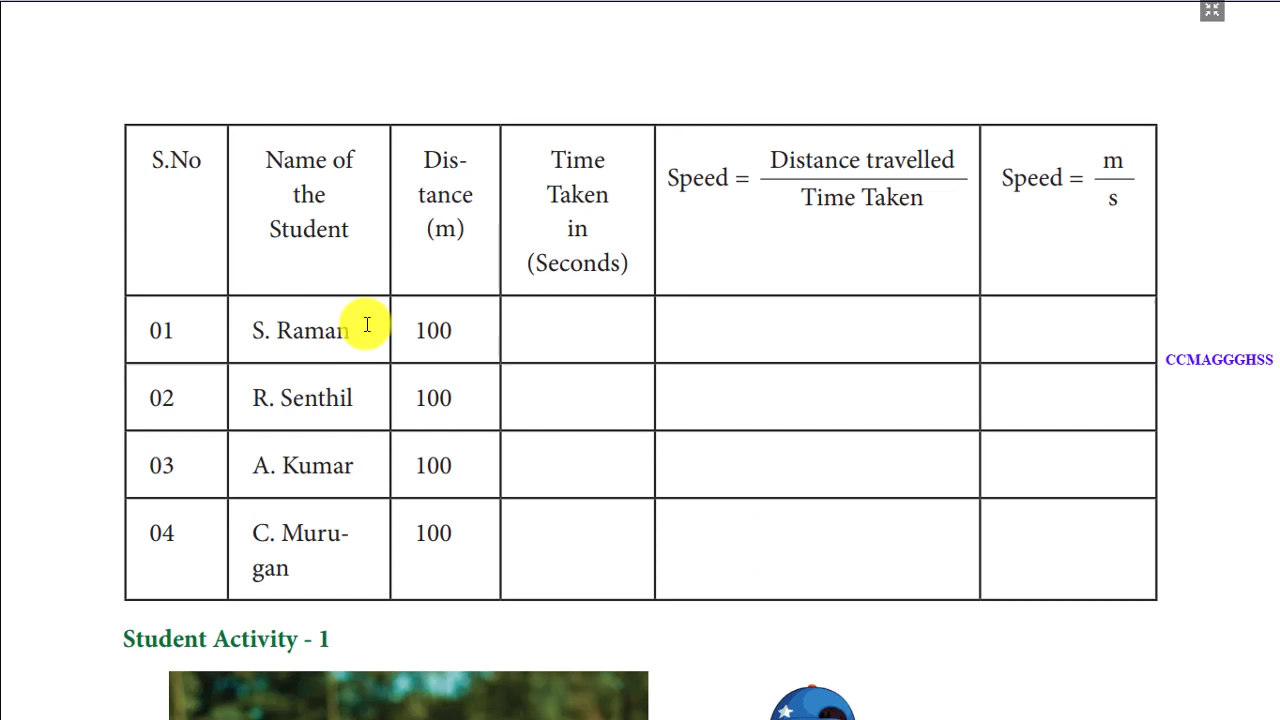 S.No
Name of
the
Student
Dis-
tance
(m)
Time
Taken
in
(Seconds)
Speed = Distance travelled
Time Taken
Speed = m
s
01 S. Raman 100
02 R. Senthil 100
03 A. Kumar 100
04 C. Muru- 100
gan
CCMAGGGHSS
Student Activity - 1